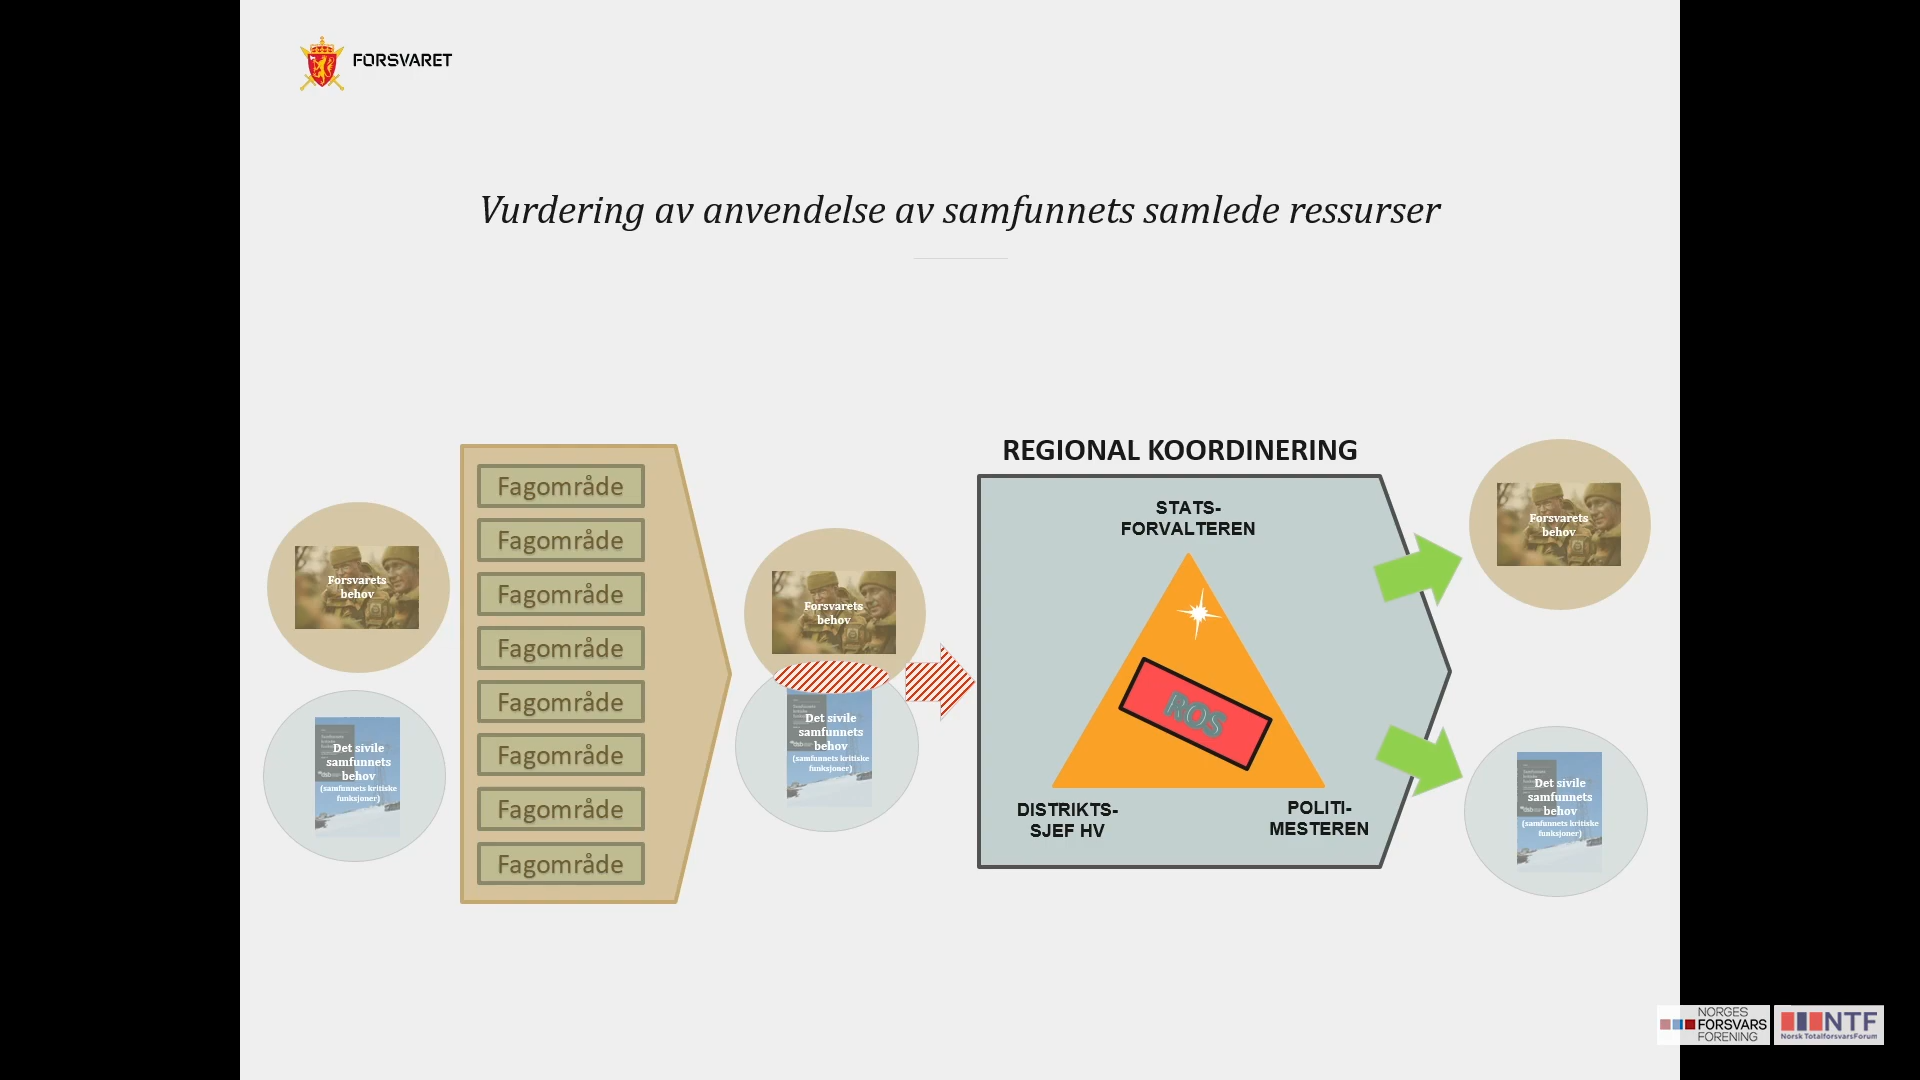 FORSVARET
Vurdering av anvendelse av samfunnets samlede ressurser
Forsvarets
behov
Det sivile
samfunnets
behov
(samfunnets kritiske
funksjoner)
Fagområde
Fagområde
Fagområde
Fagområde
Fagområde
Fagområde
Fagområde
Fagområde
Forsvarets
behov
Det sivile
samfunnets
behov
(samfunnets kritiske
funksjoner)
REGIONAL KOORDINERING
STATS-
FORVALTEREN
ROS
DISTRIKTS-
SJEF HV
POLITI-
MESTEREN
Forsvarets
behov
Det sivile
samfunnets
behov
(samfunnets kritiske
funksjoner)
NORGES
FORSVARS
FORENING
NTF
Norsk TotalforsvarsForum